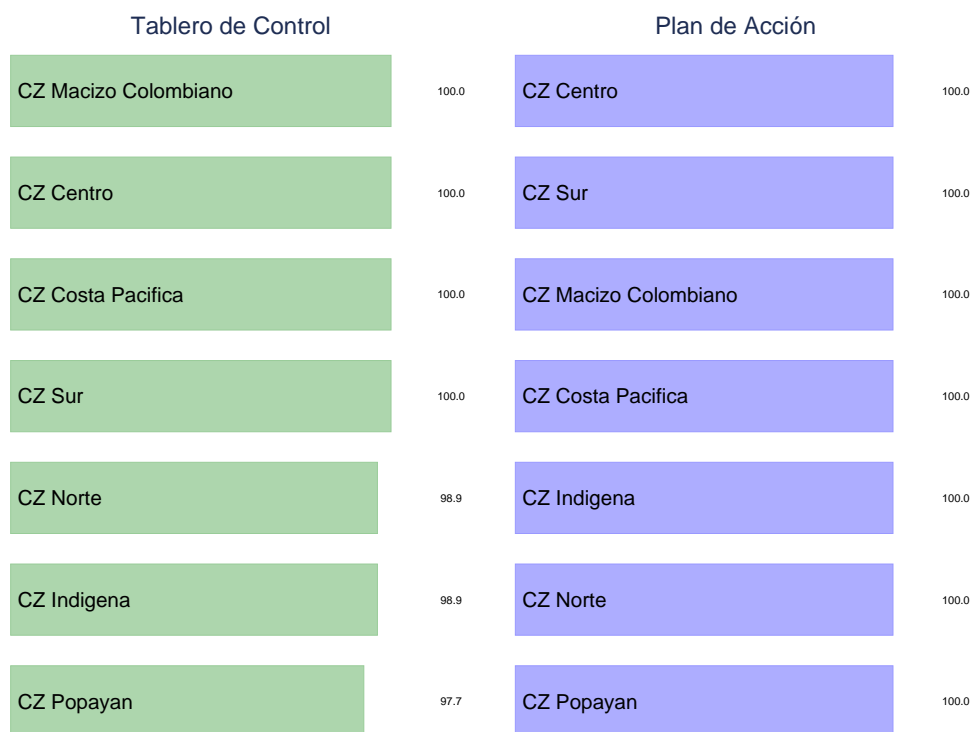 Tablero de Control
CZ Macizo Colombiano 100.0
CZ Centro 100.0
CZ Costa Pacifica 100.0
CZ Sur 100.0
CZ Norte 98.9
CZ Indigena 98.9
CZ Popayan 97.7
Plan de Acción
CZ Centro 100.0
CZ Sur 100.0
CZ Macizo Colombiano 100.0
CZ Costa Pacifica 100.0
CZ Indigena 100.0
CZ Norte 100.0
CZ Popayan 100.0